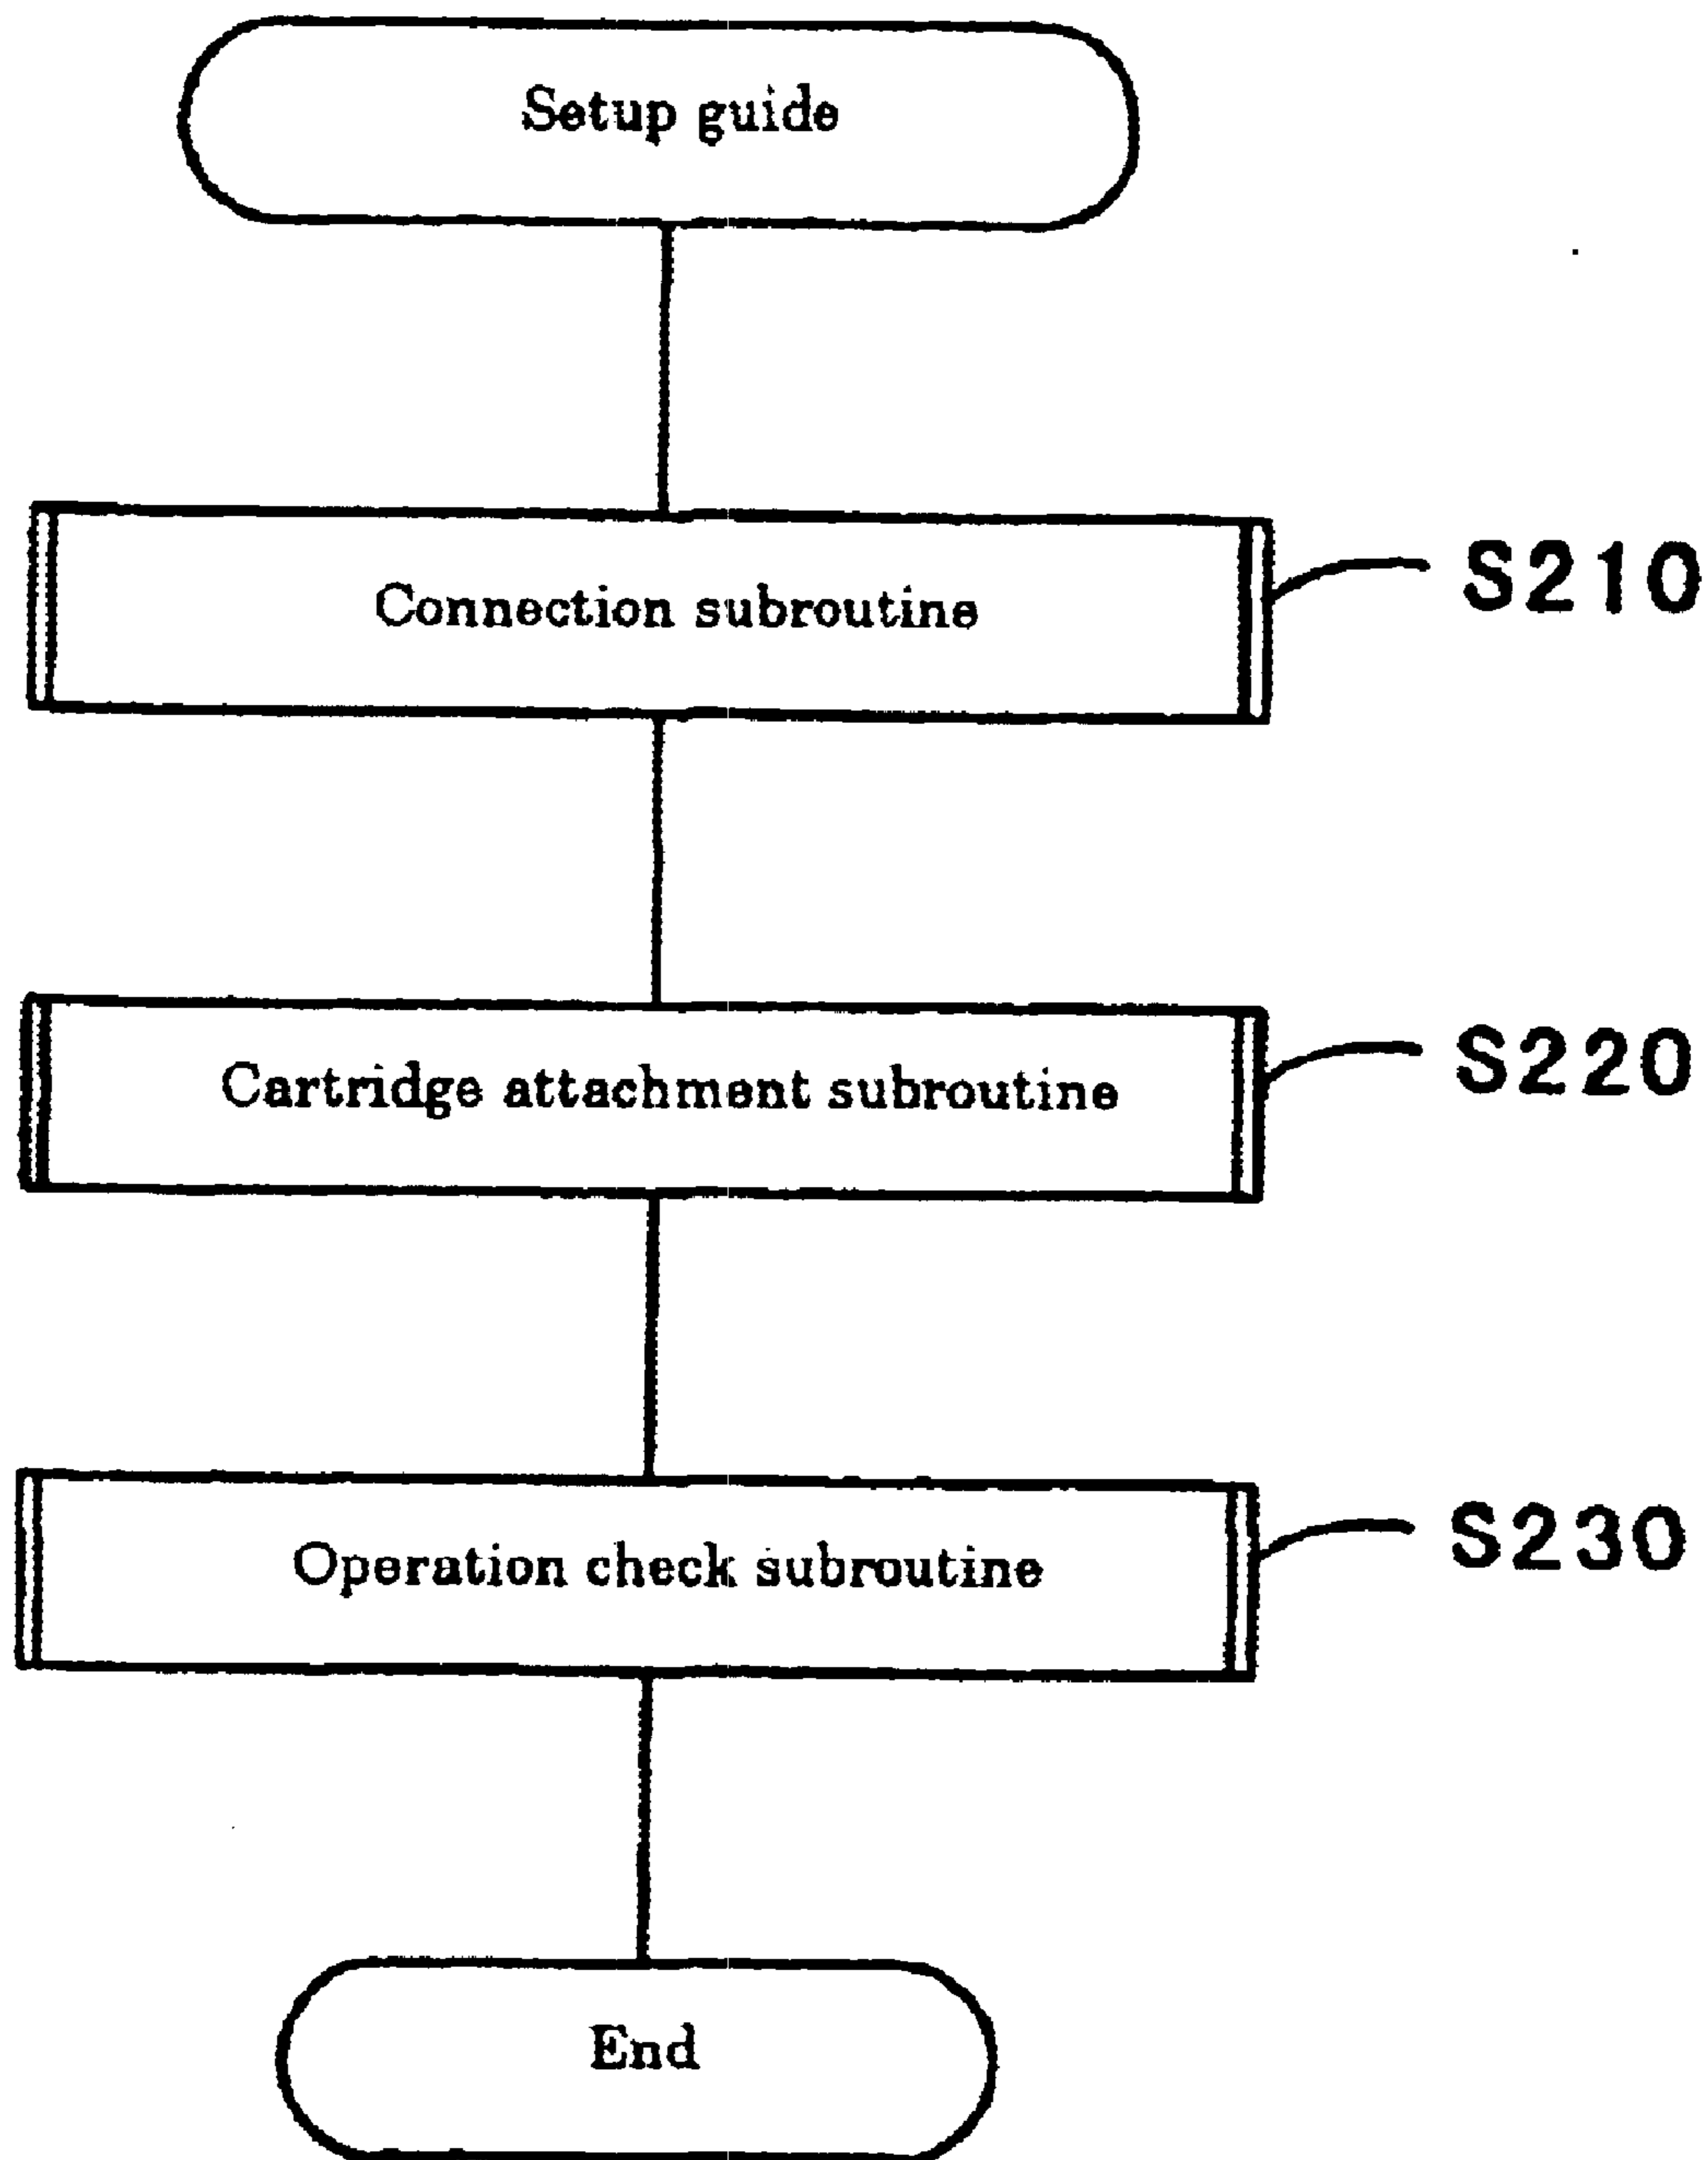 Setup guide
Connection subroutine
S210
Cartridge attachment subroutine
S220
Operation check subroutine
S230
End